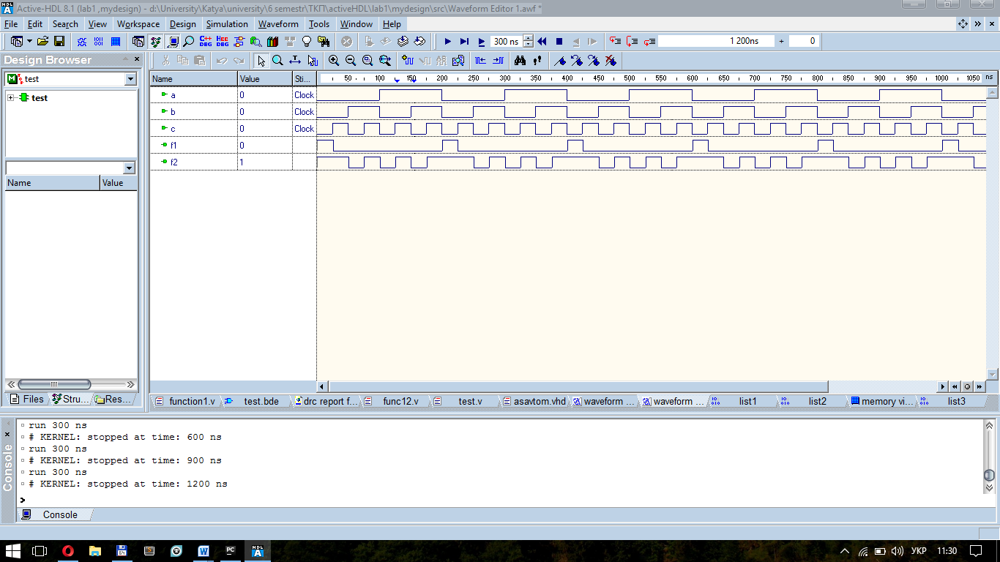 Active-HDL 8.1 (lab1 ,mydesign) - d:\University\Katya\university\6 semestr\ТКП\activeHDL\lab1\mydesign\src\Waveform Editor 1.awf *
File Edit Search View Workspace Design Simulation Waveform Tools Window Help
300 ns 1 200ns + 0
Design Browser
test
test
Name Value
Name Value Sti... 50 100 150 200 250 300 350 400 450 500 550 600 650 700 750 800 850 900 950 1000 1050 ns
a 0 Clock
b 0 Clock
c 0 Clock
f1 0
f2 1
Files Stru... Res...
function1.v test.bde drc report f... func12.v test.v asavtom.vhd waveform ... waveform ... list1 list2 memory vi... list3
run 300 ns
# KERNEL: stopped at time: 600 ns
run 300 ns
# KERNEL: stopped at time: 900 ns
run 300 ns
# KERNEL: stopped at time: 1200 ns
>
Console
Console
УКР 11:30